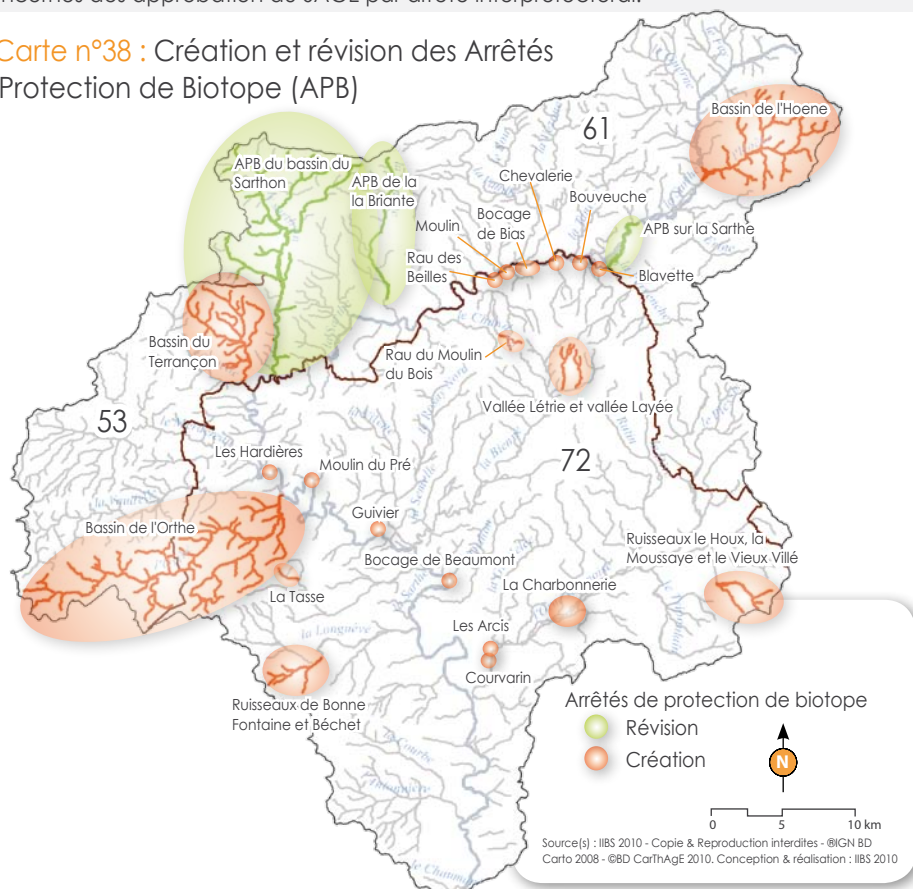 Carte n°38 : Création et révision des Arrêtés
Protection de Biotope (APB)
61
Bassin de l'Hoene
APB du bassin du
Sarthon
APB de la
la Briante
Chevalerie
Bouveuche
Moulin
Bocage
de Bias
APB sur la Sarthe
Rau des
Beilles
Blavette
Bassin du
Terrançon
Rau du Moulin
du Bois
Vallée Létrie et vallée Layée
53
72
Les Hardières
Moulin du Pré
Guivier
Bassin de l'Orthe
Bocage de Beaumont
Ruisseaux le Houx, la
Moussaye et le Vieux Villé
La Tasse
La Charbonnerie
Les Arcis
Courvarin
la Longuève
Ruisseaux de Bonne
Fontaine et Béchet
la Bienne
la Courbe
Arrêtés de protection de biotope
Révision
Création
N
0 5 10 km
Source(s) : IIBS 2010 - Copie & Reproduction interdites - ®IGN BD
Carto 2008 - ©BD CarThAgE 2010. Conception & réalisation : IIBS 2010